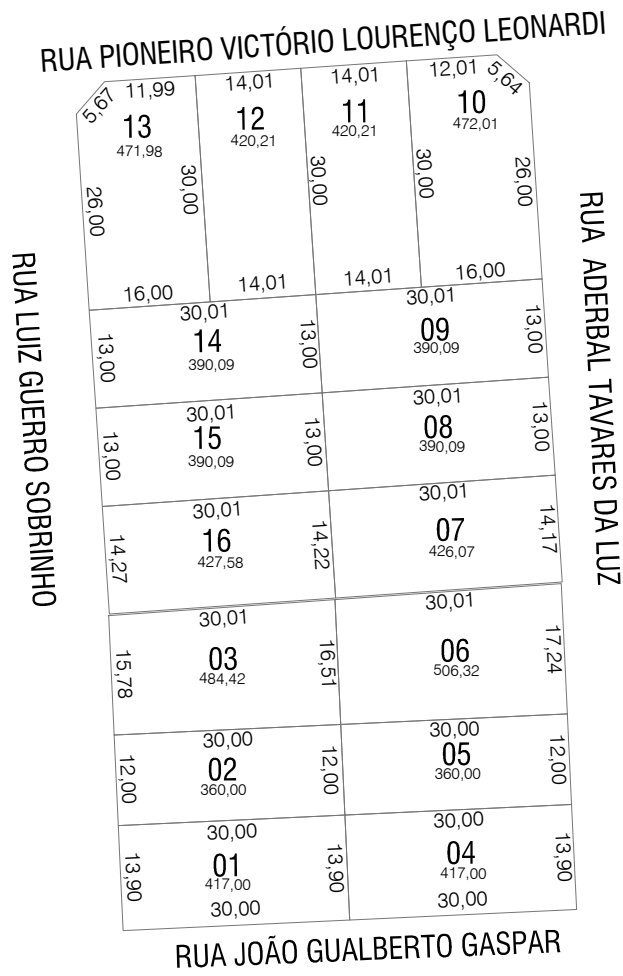 RUA PIONEIRO VICTÓRIO LOURENÇO LEONARDI
5,67 11,99 14,01 14,01 12,01 5,64
13 12 11 10
471,98 420,21 420,21 472,01
26,00 30,00 30,00 30,00 26,00
16,00 14,01 14,01 16,00
RUA LUIZ GUERRO SOBRINHO
RUA ADERBAL TAVARES DA LUZ
30,01 30,01
13,00 14 13,00 09 13,00
390,09 390,09
30,01 30,01
13,00 15 13,00 08 13,00
390,09 390,09
30,01 30,01
14,27 16 14,22 07 14,17
427,58 426,07
30,01 30,01
15,78 03 16,51 06 17,24
484,42 506,32
30,00 30,00
12,00 02 12,00 05 12,00
360,00 360,00
30,00 30,00
13,90 01 13,90 04 13,90
417,00 417,00
30,00 30,00
RUA JOÃO GUALBERTO GASPAR